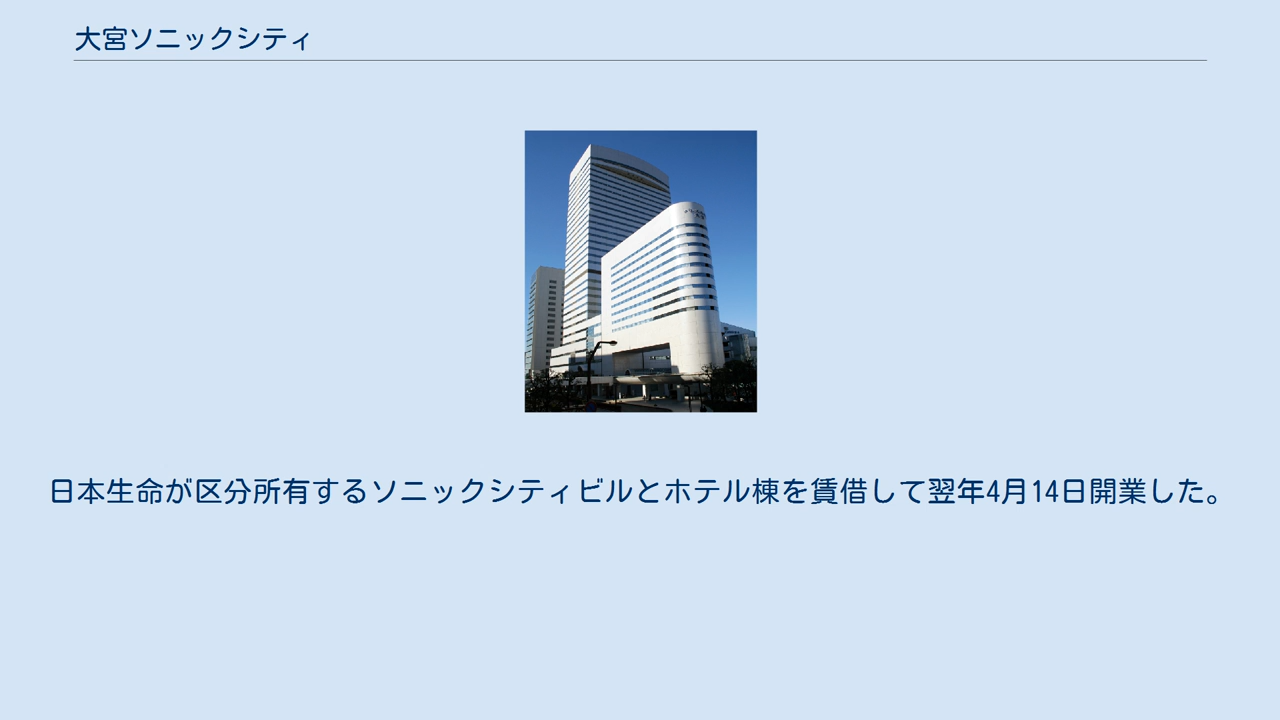 大宮ソニックシティ
日本生命が区分所有するソニックシティビルとホテル棟を賃借して翌年4月14日開業した。